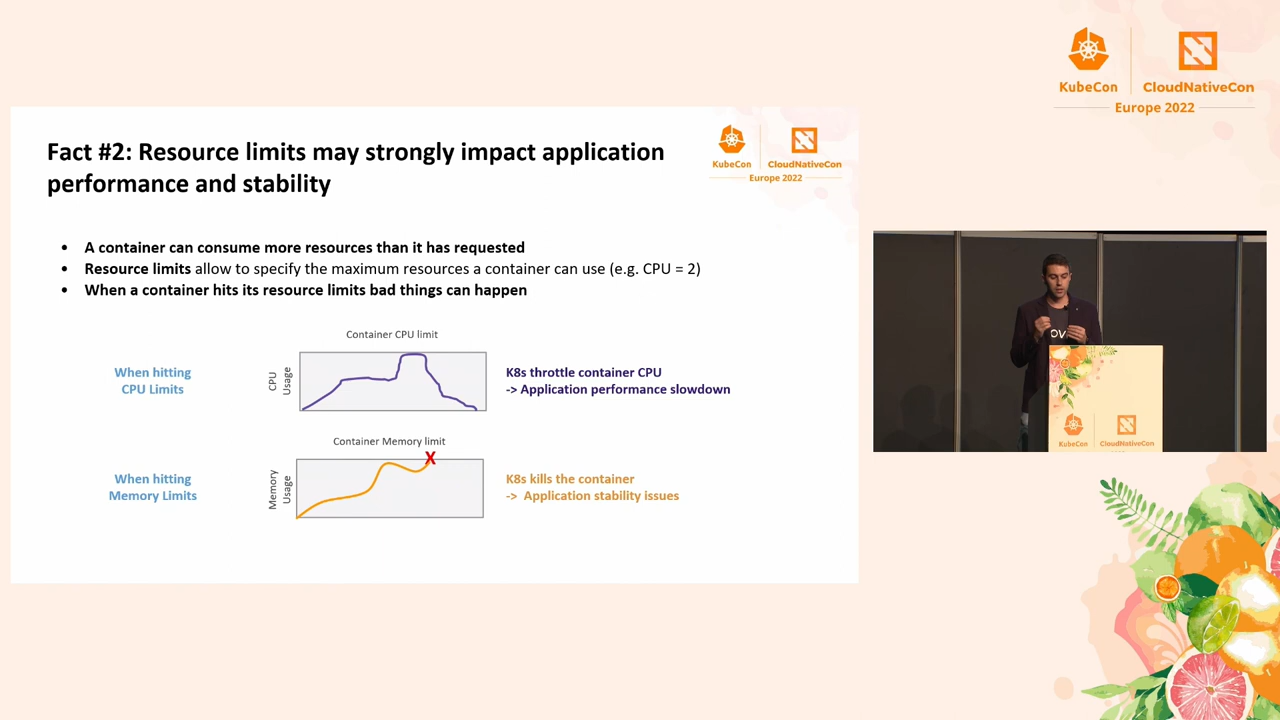 KubeCon
CloudNativeCon
Europe 2022
Fact #2: Resource limits may strongly impact application
performance and stability
KubeCon
CloudNativeCon
Europe 2022
• A container can consume more resources than it has requested
• Resource limits allow to specify the maximum resources a container can use (e.g. CPU = 2)
• When a container hits its resource limits bad things can happen
Container CPU limit
When hitting
CPU Limits
CPU
Usage
K8s throttle container CPU
-> Application performance slowdown
Container Memory limit
X
When hitting
Memory Limits
Memory
Usage
K8s kills the container
-> Application stability issues
OV
KubeCon
CloudNativeCon